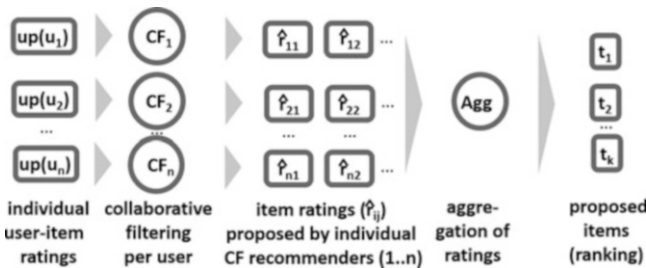 up(u₁) CF₁ r̂₁₁ r̂₁₂ ... t₁
up(u₂) CF₂ r̂₂₁ r̂₂₂ ... Agg t₂
... ... ... ... ...
up(uₙ) CFₙ r̂ₙ₁ r̂ₙ₂ ... tₖ
individual collaborative item ratings (r̂ᵢⱼ) aggre- proposed
user-item filtering proposed by individual gation of items
ratings per user CF recommenders (1..n) ratings (ranking)